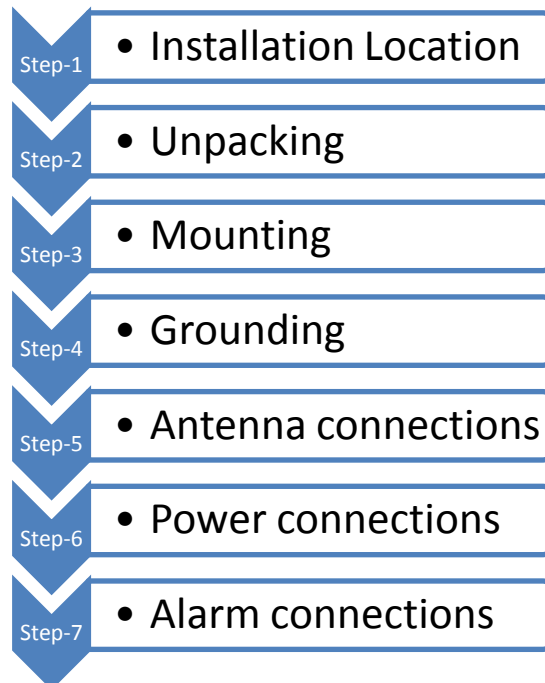 Step-1
• Installation Location
Step-2
• Unpacking
Step-3
• Mounting
Step-4
• Grounding
Step-5
• Antenna connections
Step-6
• Power connections
Step-7
• Alarm connections